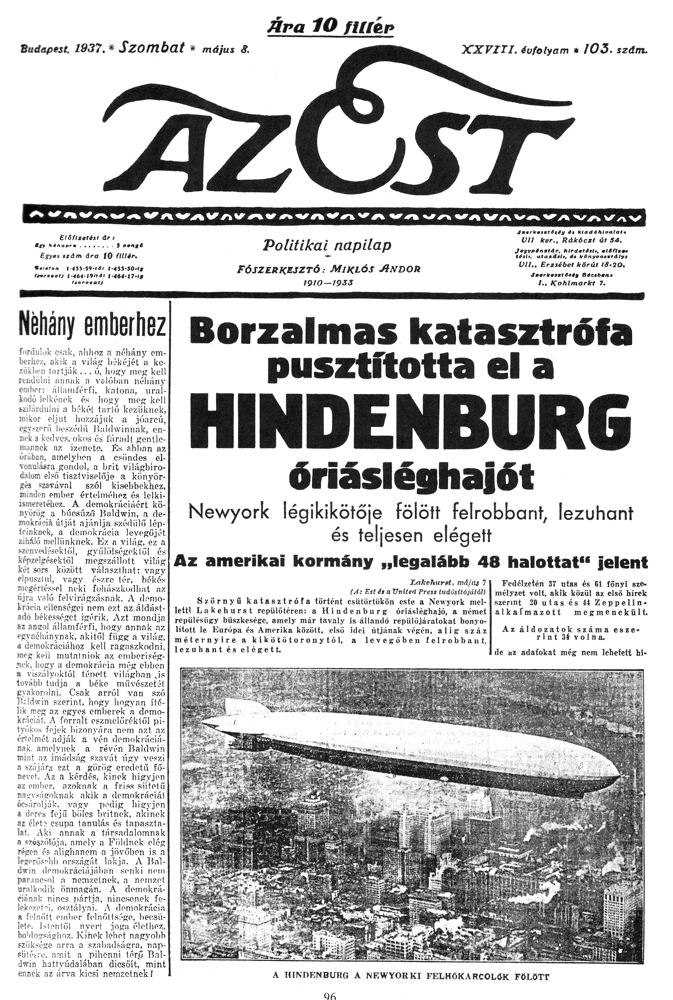 Ára 10 fillér
Budapest, 1937. * Szombat * május 8.
XXVIII. évfolyam * 103. szám.
AZ EST
Előfizetési ár:
Egy hónapra ........ 3 pengő
Egyes szám ára 10 fillér.
Telefon 1-455-59-től 1-455-50-ig
(sorozat) 1-464-19-től 1-464-17-ig
(sorozat)
Politikai napilap
FŐSZERKESZTŐ: MIKLÓS ANDOR
1910—1933
Szerkesztőség és kiadóhivatal:
VII ker., Rákóczi út 54.
Jegypénztár, hirdetési-, előfize-
tési-, utazási-, és könyvosztály:
VII., Erzsébet körút 18-20.
Szerkesztőség Bécsben:
I., Kohlmarkt 7.
Nèhány emberhez
fordulok csak, ahhoz a néhány em-
berhez, akik a világ békéjét a ke-
zükben tartják ... ó, hogy meg kell
rendülni annak a valóban néhány
ember: államférfi, katona, ural-
kodó lelkének és hogy meg kell
szilárdulni a békét tartó kezüknek,
mikor eljut hozzájuk a jóarcú,
egyszerű beszédű Baldwinnak, en-
nek a kedves, okos és fáradt gentle-
mannek az izenete. És abban az
órában, amelyben a csöndes el-
vonulásra gondol, a brit világbiro-
dalom első tisztviselője a könyör-
gés szavával szól kisebbekhez,
minden ember értelméhez és lelki-
ismeretéhez. A demokráciáért kö-
nyörög a búcsúzó Baldwin, a de-
mokrácia útját ajánlja szédülő lép-
teinknek, a demokrácia levegőjét
ziháló mellünknek. Ez a világ, ez a
szenvedésektől, gyűlölségektől és
képzelgésektől megszállott világ
két sors között választhat: vagy
elpusztul, vagy észre tér, békés
megértéssel neki fohászkodhat az
újra való felvirágzásnak. A demo-
krácia ellenségei nem ezt az áldást-
adó békességet igérik. Azt mondja
az angol államférfi, hogy annak az
egynéhánynak, akitől függ a világ,
a demokráciához kell ragaszkodni,
meg kell mutatniok az emberiség-
nek, hogy a demokrácia még ebben
a viszályoktól tépett világban is
tovább tudja a béke művészetét
gyakorolni. Csak arról van szó
Baldwin szerint, hogy hogyan íté-
lik meg az egyes emberek a demo-
kráciát. A forralt eszmelőréktől pi-
tyókos fejek bizonyára nem azt az
értelmét adják a vén demokráciá-
nak, amelynek a révén Baldwin
mint az imádság szavát úgy veszi
a szájára ezt a görög eredetű fő-
nevet. Az a kérdés, kinek higyjen
az ember, azoknak a friss sütetű
nagyságoknak akik a demokráciát
ócsárolják, vagy pedig higyjen
a deres fejű bölcs britnek, akinek
az élete csupa tanulás és tapaszta-
lat. Aki annak a társadalomnak
a szószólója, amely a Földnek elég
régen és alighanem a jövőben is a
legerősebb országát lakja. A Bal-
dwin demokráciájában senki nem
parancsol a nemzetnek, a nemzet
uralkodik önmagán. A demokrá-
ciának nincs pártja, nincsenek fe-
lekezetei, osztályai. A demokrácia
a felnőtt ember felnőttsége, becsü-
lete. Istentől nyert joga élethez,
boldogsághoz. Kinek lehet nagyobb
szüksége arra a szabadságra, nap-
sütésre, amit a pihenni térő Bal-
dwin hattyúdalában dicsőít, mint
ennek az árva kicsi nemzetnek!
Borzalmas katasztrófa
pusztította el a
HINDENBURG
óriásléghajót
Newyork légikikötője fölött felrobbant, lezuhant
és teljesen elégett
Az amerikai kormány „legalább 48 halottat“ jelent
Lakehurst, május 7
(Az Est és a United Press tudósítójától)
Szörnyű katasztrófa történt csütörtökön este a Newyork mel-
letti Lakehurst repülőtéren: a Hindenburg óriásléghajó, a német
repülésügy büszkesége, amely már tavaly is állandó repülőjáratokat bonyo-
lított le Európa és Amerika között, első idei útjának végén, alig száz
méternyire a kikötőtoronytól, a levegőben felrobbant,
lezuhant és elégett.
Fedélzetén 37 utas és 61 főnyi sze-
mélyzet volt, akik közül az első hírek
szerint 20 utas és 44 Zeppelin-
alkalmazott megmenekült.
Az áldozatok száma esze-
rint 34 volna.
de az adatokat még nem lehetett hi-
A HINDENBURG A NEWYORKI FELHŐKARCOLÓK FÖLÖTT
96